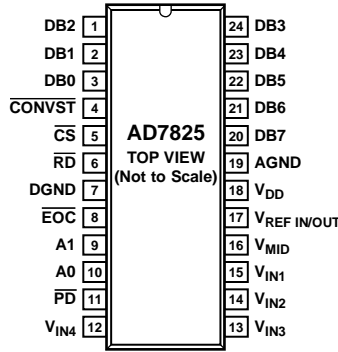 DB2 1 24 DB3
DB1 2 23 DB4
DB0 3 22 DB5
CONVST 4 21 DB6
CS 5 AD7825 20 DB7
RD 6 TOP VIEW 19 AGND
DGND 7 (Not to Scale) 18 VDD
EOC 8 17 VREF IN/OUT
A1 9 16 VMID
A0 10 15 VIN1
PD 11 14 VIN2
VIN4 12 13 VIN3